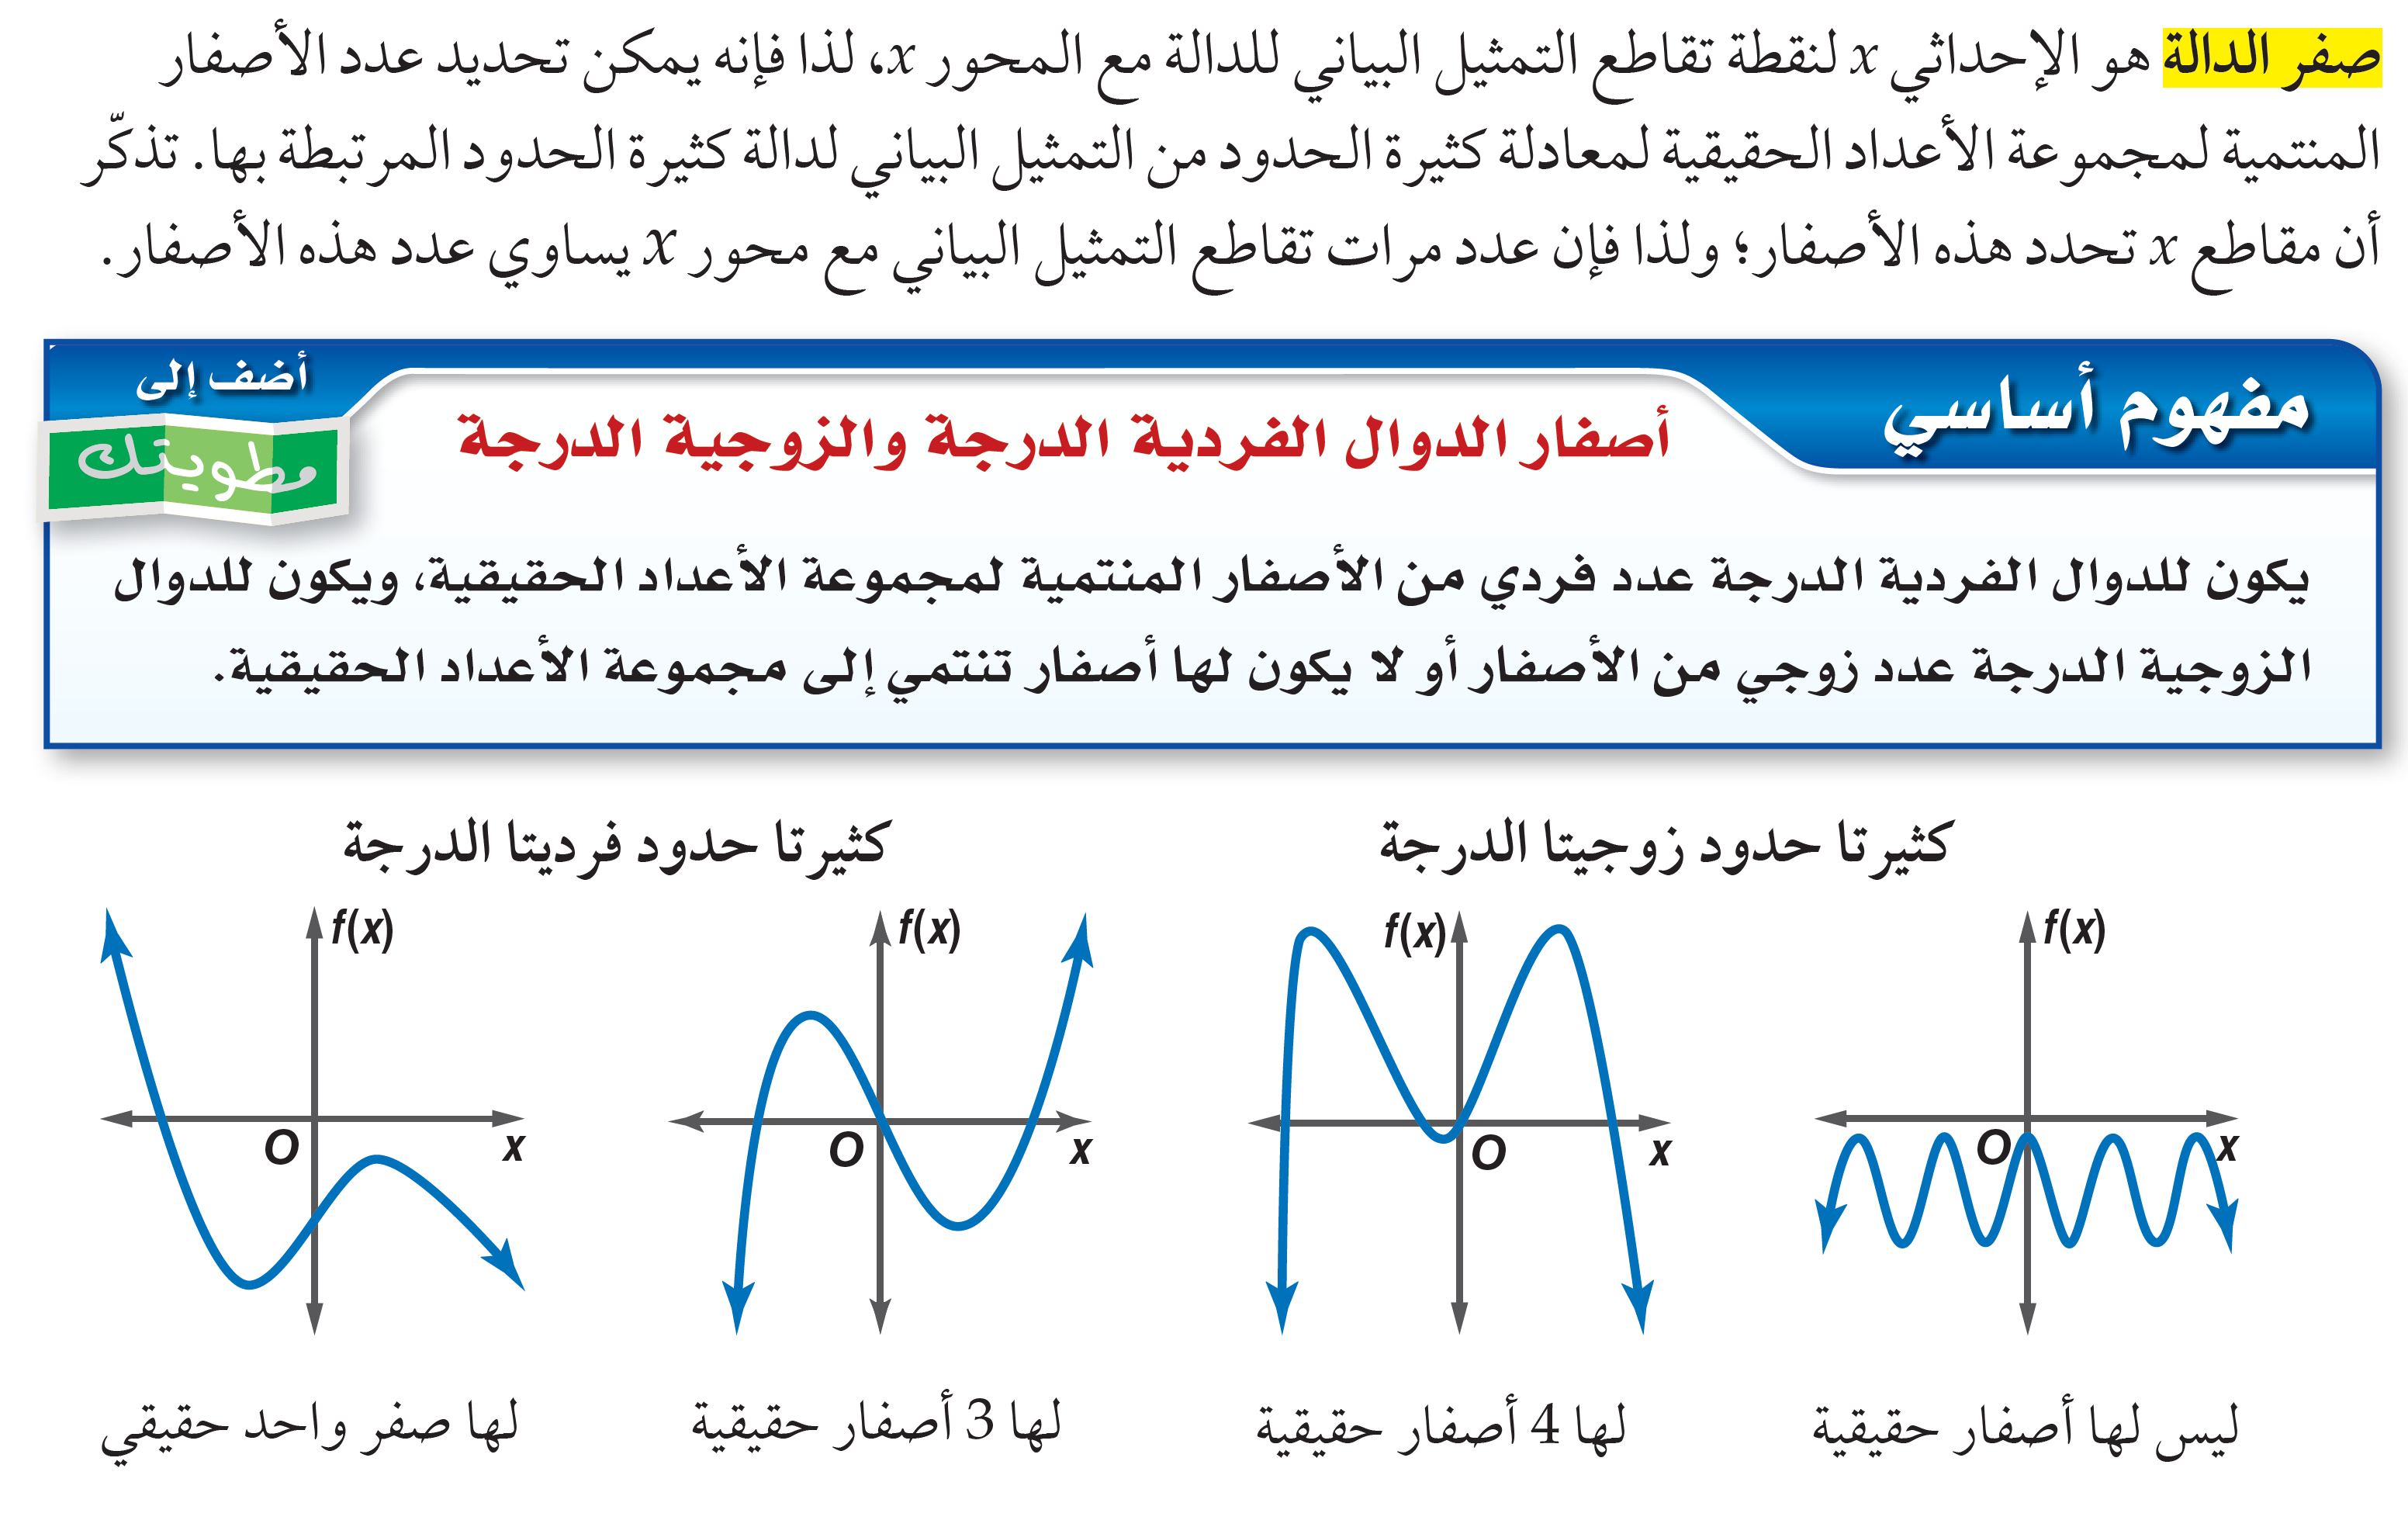 صفر الدالة هو الإحداثي x لنقطة تقاطع التمثيل البياني للدالة مع المحور x، لذا فإنه يمكن تحديد عدد الأصفار
المنتمية لمجموعة الأعداد الحقيقية لمعادلة كثيرة الحدود من التمثيل البياني لدالة كثيرة الحدود المرتبطة بها. تذكّر
أن مقاطع x تحدد هذه الأصفار؛ ولذا فإن عدد مرات تقاطع التمثيل البياني مع محور x يساوي عدد هذه الأصفار.
مفهوم أساسي
أصفار الدوال الفردية الدرجة والزوجية الدرجة
أضف إلى
مطويتك
يكون للدوال الفردية الدرجة عدد فردي من الأصفار المنتمية لمجموعة الأعداد الحقيقية، ويكون للدوال
الزوجية الدرجة عدد زوجي من الأصفار أو لا يكون لها أصفار تنتمي إلى مجموعة الأعداد الحقيقية.
كثيرتا حدود زوجيتا الدرجة
كثيرتا حدود فرديتا الدرجة
f(x)
O
x
ليس لها أصفار حقيقية
f(x)
O
x
لها 4 أصفار حقيقية
f(x)
O
x
لها 3 أصفار حقيقية
f(x)
O
x
لها صفر واحد حقيقي